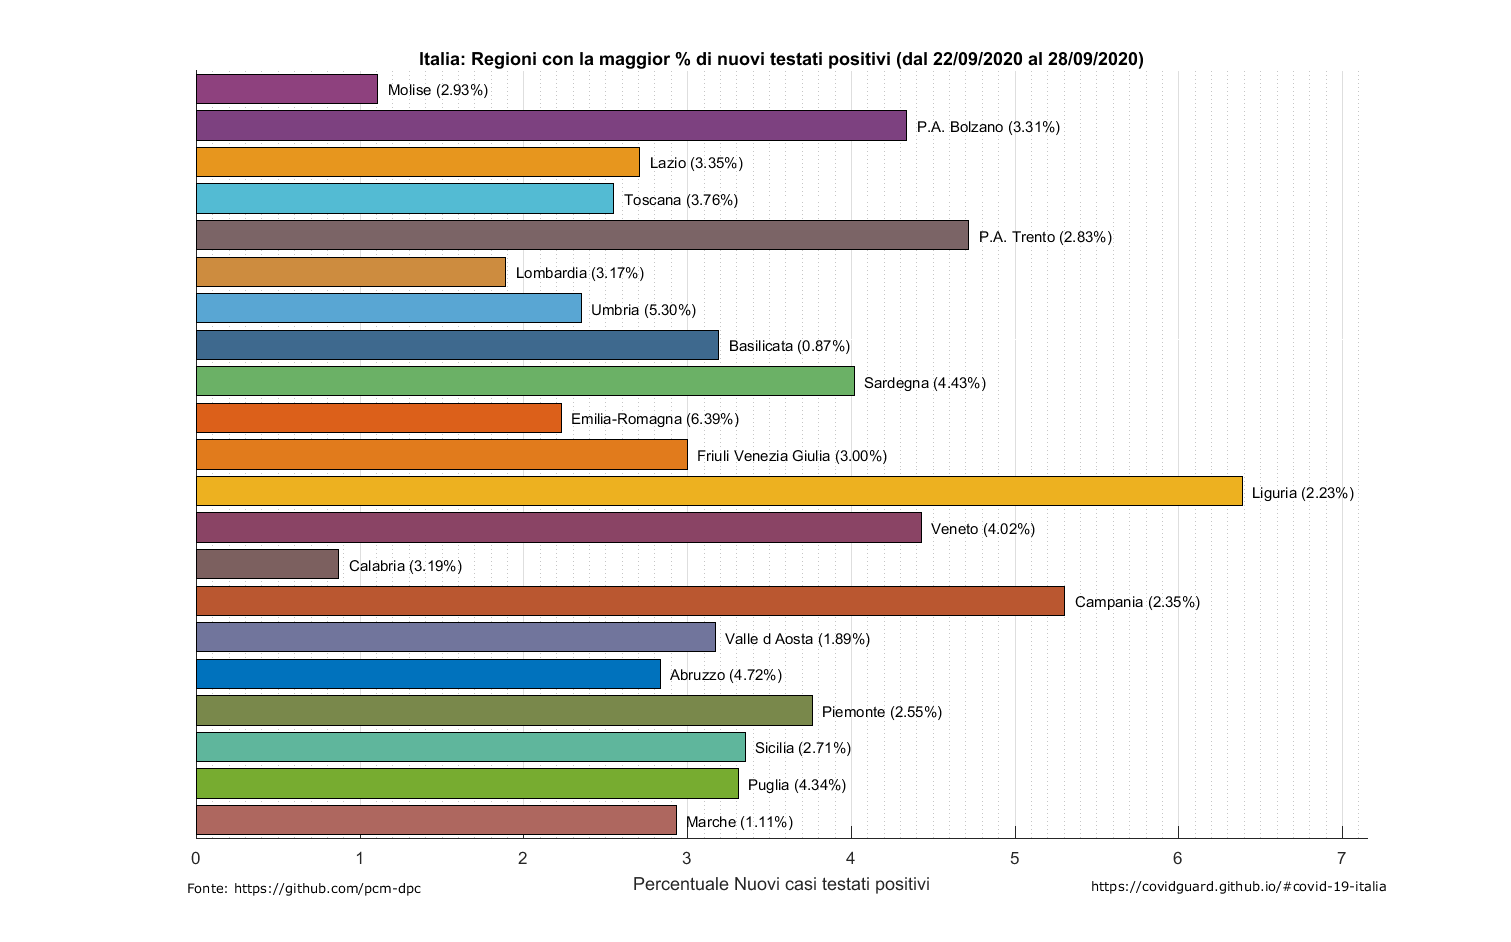 Italia: Regioni con la maggior % di nuovi testati positivi (dal 22/09/2020 al 28/09/2020)
Molise (2.93%)
P.A. Bolzano (3.31%)
Lazio (3.35%)
Toscana (3.76%)
P.A. Trento (2.83%)
Lombardia (3.17%)
Umbria (5.30%)
Basilicata (0.87%)
Sardegna (4.43%)
Emilia-Romagna (6.39%)
Friuli Venezia Giulia (3.00%)
Liguria (2.23%)
Veneto (4.02%)
Calabria (3.19%)
Campania (2.35%)
Valle d Aosta (1.89%)
Abruzzo (4.72%)
Piemonte (2.55%)
Sicilia (2.71%)
Puglia (4.34%)
Marche (1.11%)
0 1 2 3 4 5 6 7
Percentuale Nuovi casi testati positivi
Fonte: https://github.com/pcm-dpc
https://covidguard.github.io/#covid-19-italia